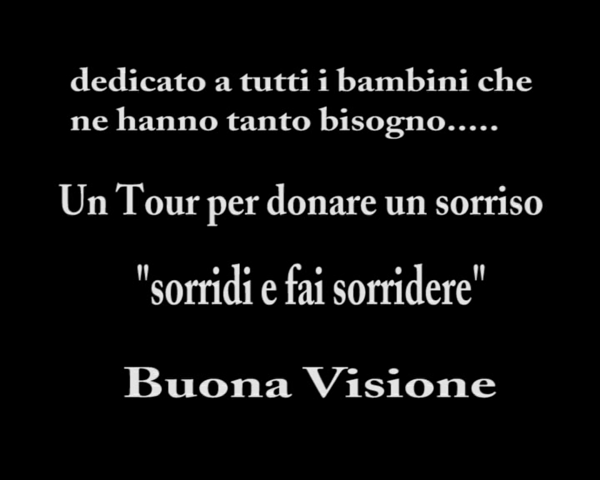 dedicato a tutti i bambini che
ne hanno tanto bisogno.....
Un Tour per donare un sorriso
"sorridi e fai sorridere"
Buona Visione